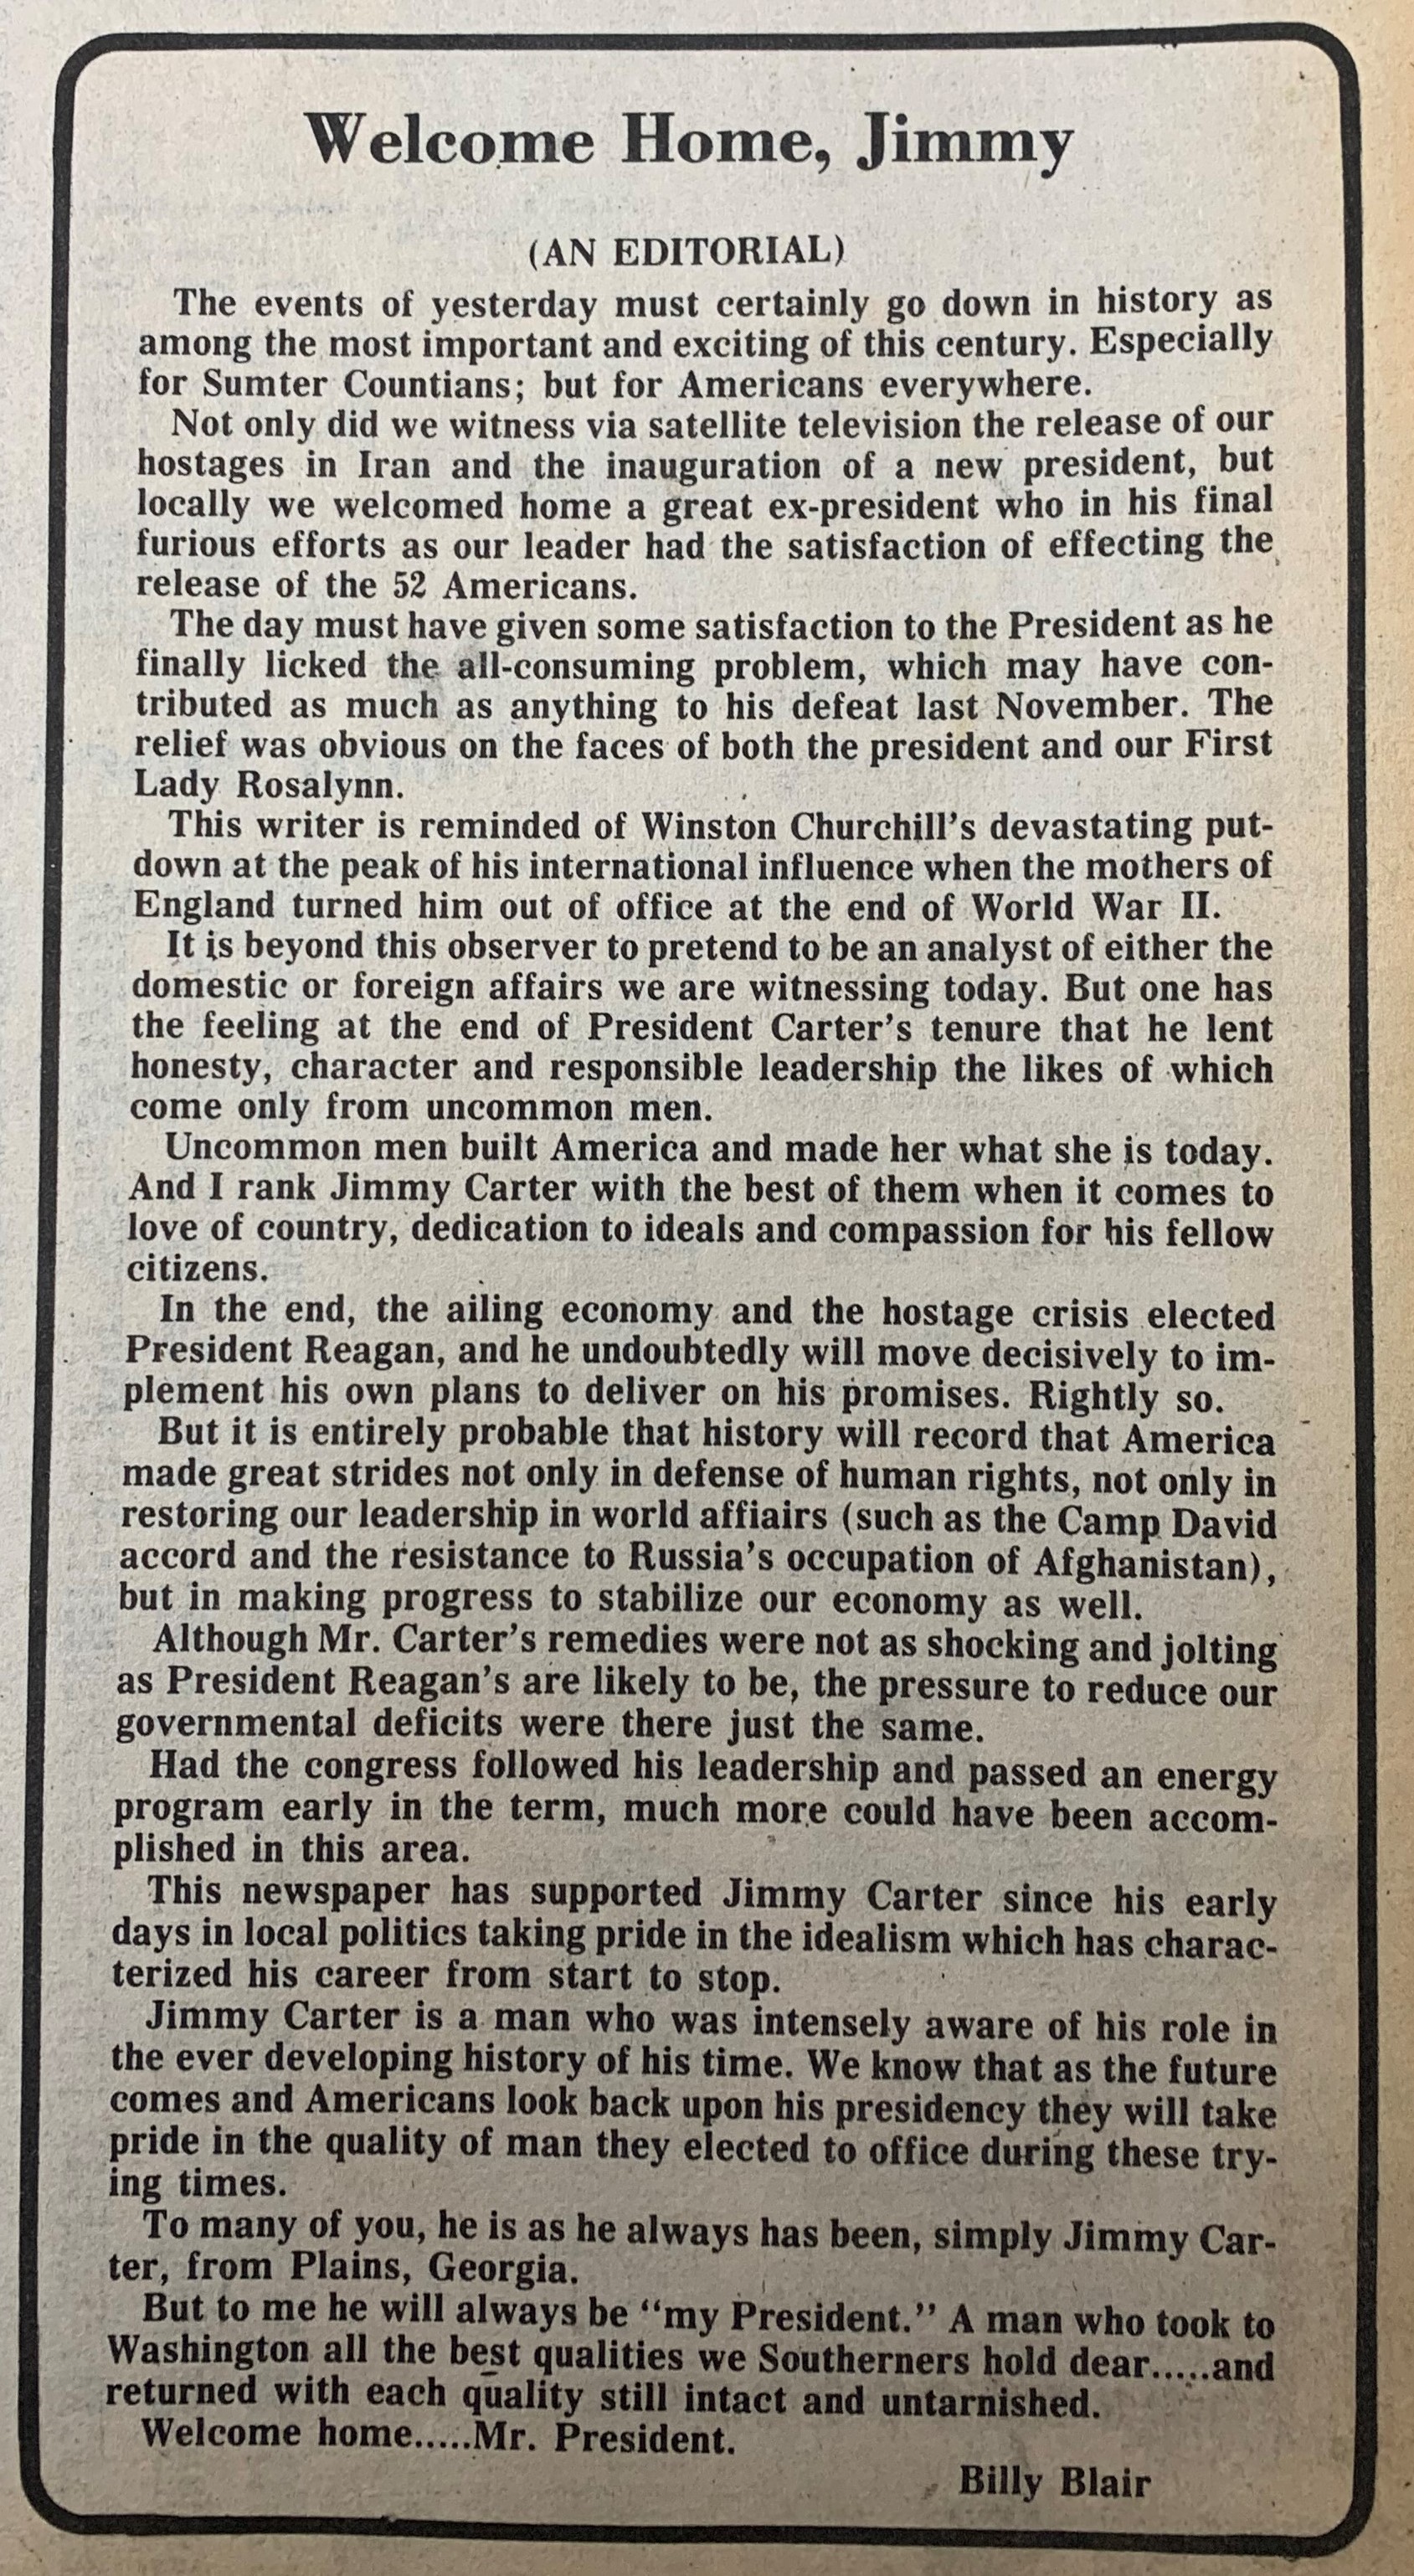 Welcome Home, Jimmy
(AN EDITORIAL)
The events of yesterday must certainly go down in history as
among the most important and exciting of this century. Especially
for Sumter Countians; but for Americans everywhere.
Not only did we witness via satellite television the release of our
hostages in Iran and the inauguration of a new president, but
locally we welcomed home a great ex-president who in his final
furious efforts as our leader had the satisfaction of effecting the
release of the 52 Americans.
The day must have given some satisfaction to the President as he
finally licked the all-consuming problem, which may have con-
tributed as much as anything to his defeat last November. The
relief was obvious on the faces of both the president and our First
Lady Rosalynn.
This writer is reminded of Winston Churchill's devastating put-
down at the peak of his international influence when the mothers of
England turned him out of office at the end of World War II.
It is beyond this observer to pretend to be an analyst of either the
domestic or foreign affairs we are witnessing today. But one has
the feeling at the end of President Carter's tenure that he lent
honesty, character and responsible leadership the likes of which
come only from uncommon men.
Uncommon men built America and made her what she is today.
And I rank Jimmy Carter with the best of them when it comes to
love of country, dedication to ideals and compassion for his fellow
citizens.
In the end, the ailing economy and the hostage crisis elected
President Reagan, and he undoubtedly will move decisively to im-
plement his own plans to deliver on his promises. Rightly so.
But it is entirely probable that history will record that America
made great strides not only in defense of human rights, not only in
restoring our leadership in world affiairs (such as the Camp David
accord and the resistance to Russia's occupation of Afghanistan),
but in making progress to stabilize our economy as well.
Although Mr. Carter's remedies were not as shocking and jolting
as President Reagan's are likely to be, the pressure to reduce our
governmental deficits were there just the same.
Had the congress followed his leadership and passed an energy
program early in the term, much more could have been accom-
plished in this area.
This newspaper has supported Jimmy Carter since his early
days in local politics taking pride in the idealism which has charac-
terized his career from start to stop.
Jimmy Carter is a man who was intensely aware of his role in
the ever developing history of his time. We know that as the future
comes and Americans look back upon his presidency they will take
pride in the quality of man they elected to office during these try-
ing times.
To many of you, he is as he always has been, simply Jimmy Car-
ter, from Plains, Georgia.
But to me he will always be "my President." A man who took to
Washington all the best qualities we Southerners hold dear.....and
returned with each quality still intact and untarnished.
Welcome home.....Mr. President.
Billy Blair